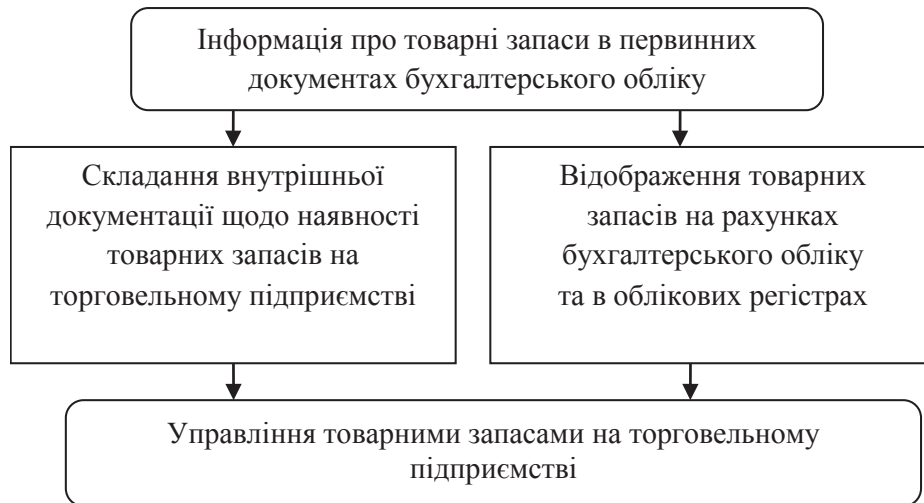 Інформація про товарні запаси в первинних
документах бухгалтерського обліку
Складання внутрішньої
документації щодо наявності
товарних запасів на
торговельному підприємстві
Відображення товарних
запасів на рахунках
бухгалтерського обліку
та в облікових регістрах
Управління товарними запасами на торговельному
підприємстві